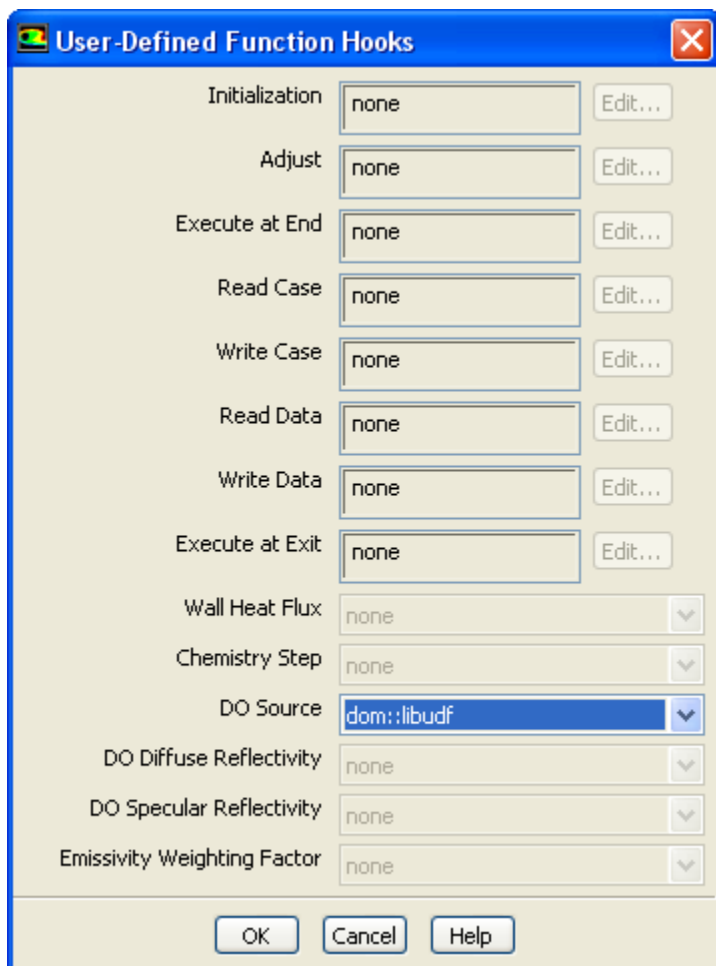 User-Defined Function Hooks
Initialization none Edit...
Adjust none Edit...
Execute at End none Edit...
Read Case none Edit...
Write Case none Edit...
Read Data none Edit...
Write Data none Edit...
Execute at Exit none Edit...
Wall Heat Flux none
Chemistry Step none
DO Source dom::libudf
DO Diffuse Reflectivity none
DO Specular Reflectivity none
Emissivity Weighting Factor none
OK Cancel Help